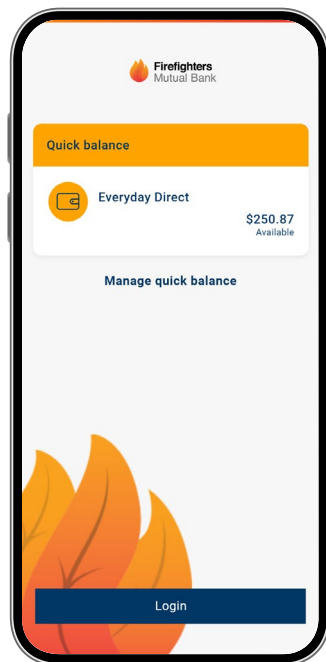 Firefighters
Mutual Bank
Quick balance
Everyday Direct
$250.87
Available
Manage quick balance
Login